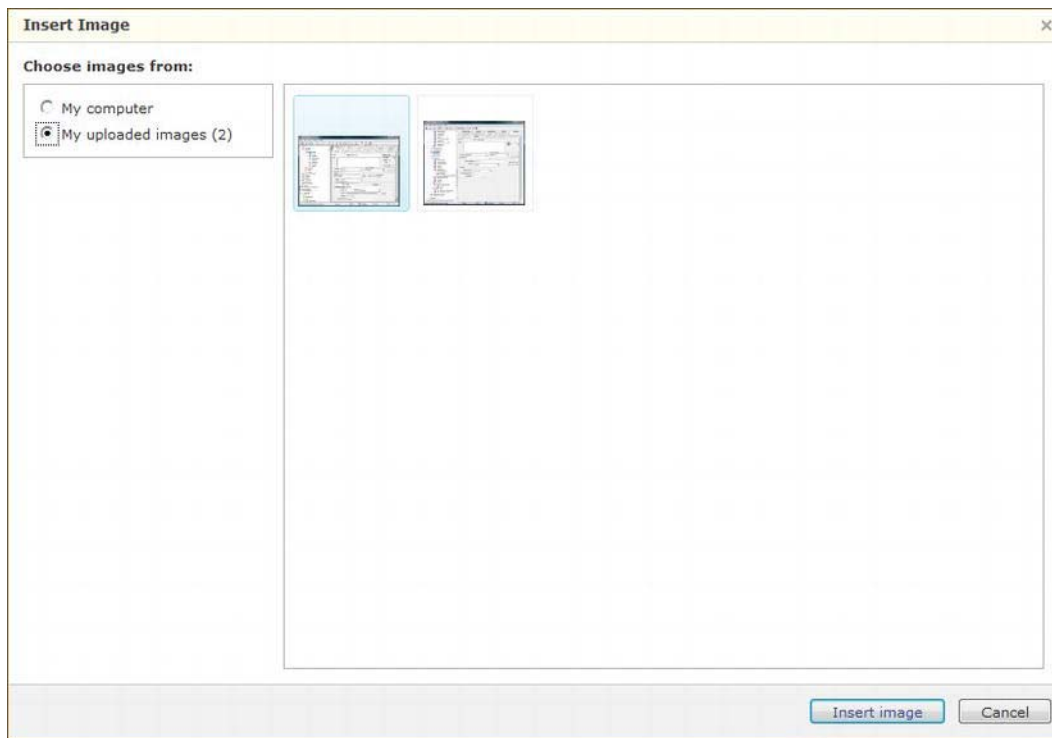 Insert Image
Choose images from:
My computer
My uploaded images (2)
Insert image
Cancel